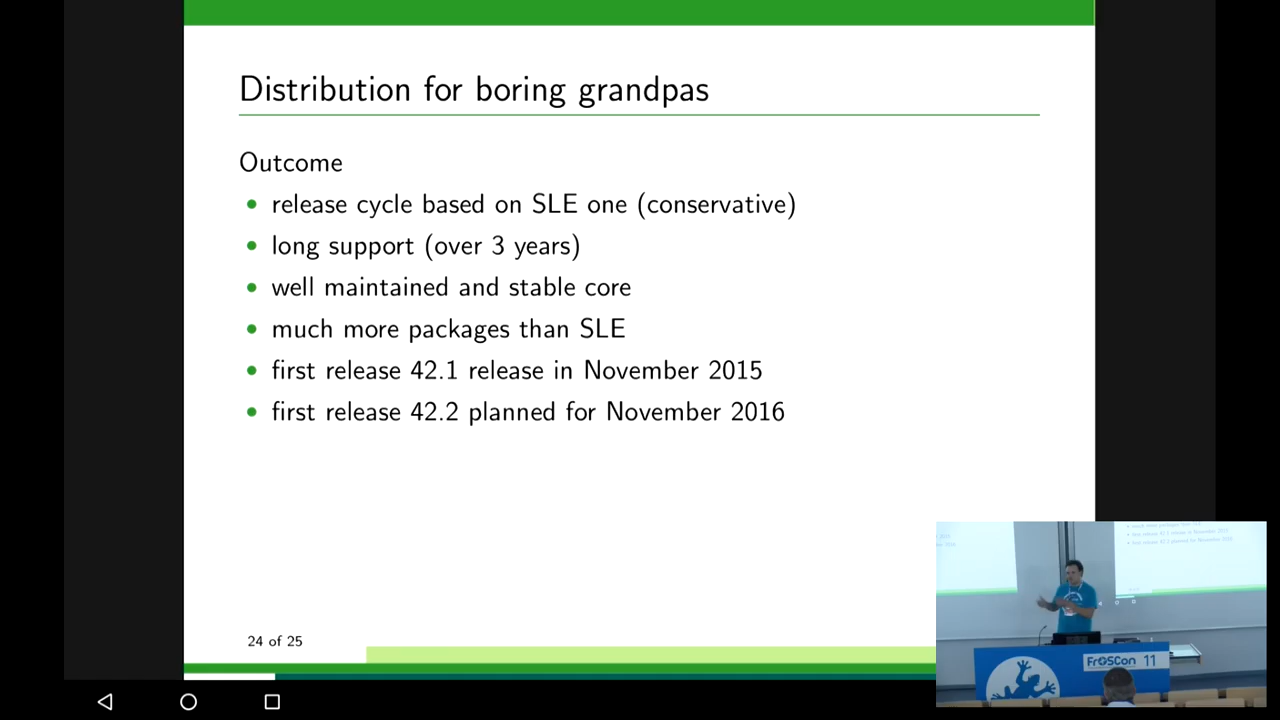 Distribution for boring grandpas
Outcome
release cycle based on SLE one (conservative)
long support (over 3 years)
well maintained and stable core
much more packages than SLE
first release 42.1 release in November 2015
first release 42.2 planned for November 2016
24 of 25
FrOSCon 11